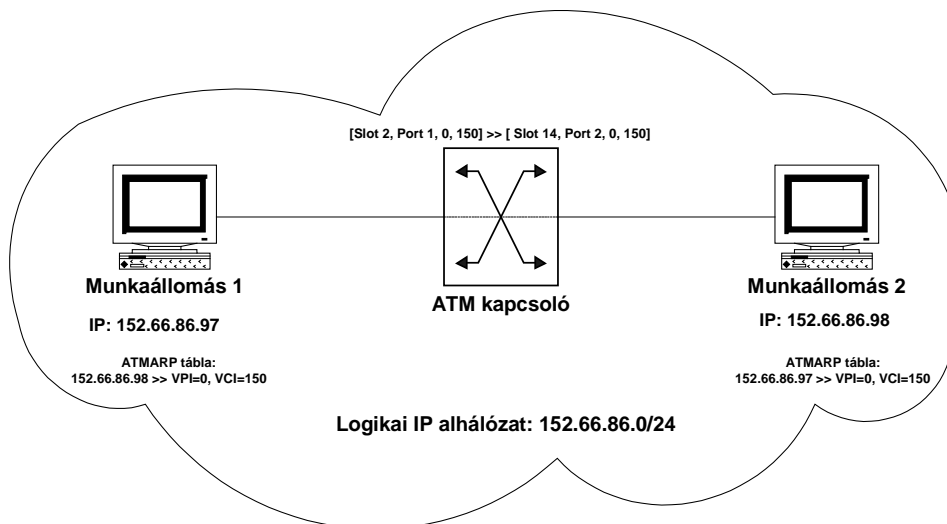 [Slot 2, Port 1, 0, 150] >> [ Slot 14, Port 2, 0, 150]
Munkaállomás 1
IP: 152.66.86.97
ATMARP tábla:
152.66.86.98 >> VPI=0, VCI=150
ATM kapcsoló
Munkaállomás 2
IP: 152.66.86.98
ATMARP tábla:
152.66.86.97 >> VPI=0, VCI=150
Logikai IP alhálózat: 152.66.86.0/24